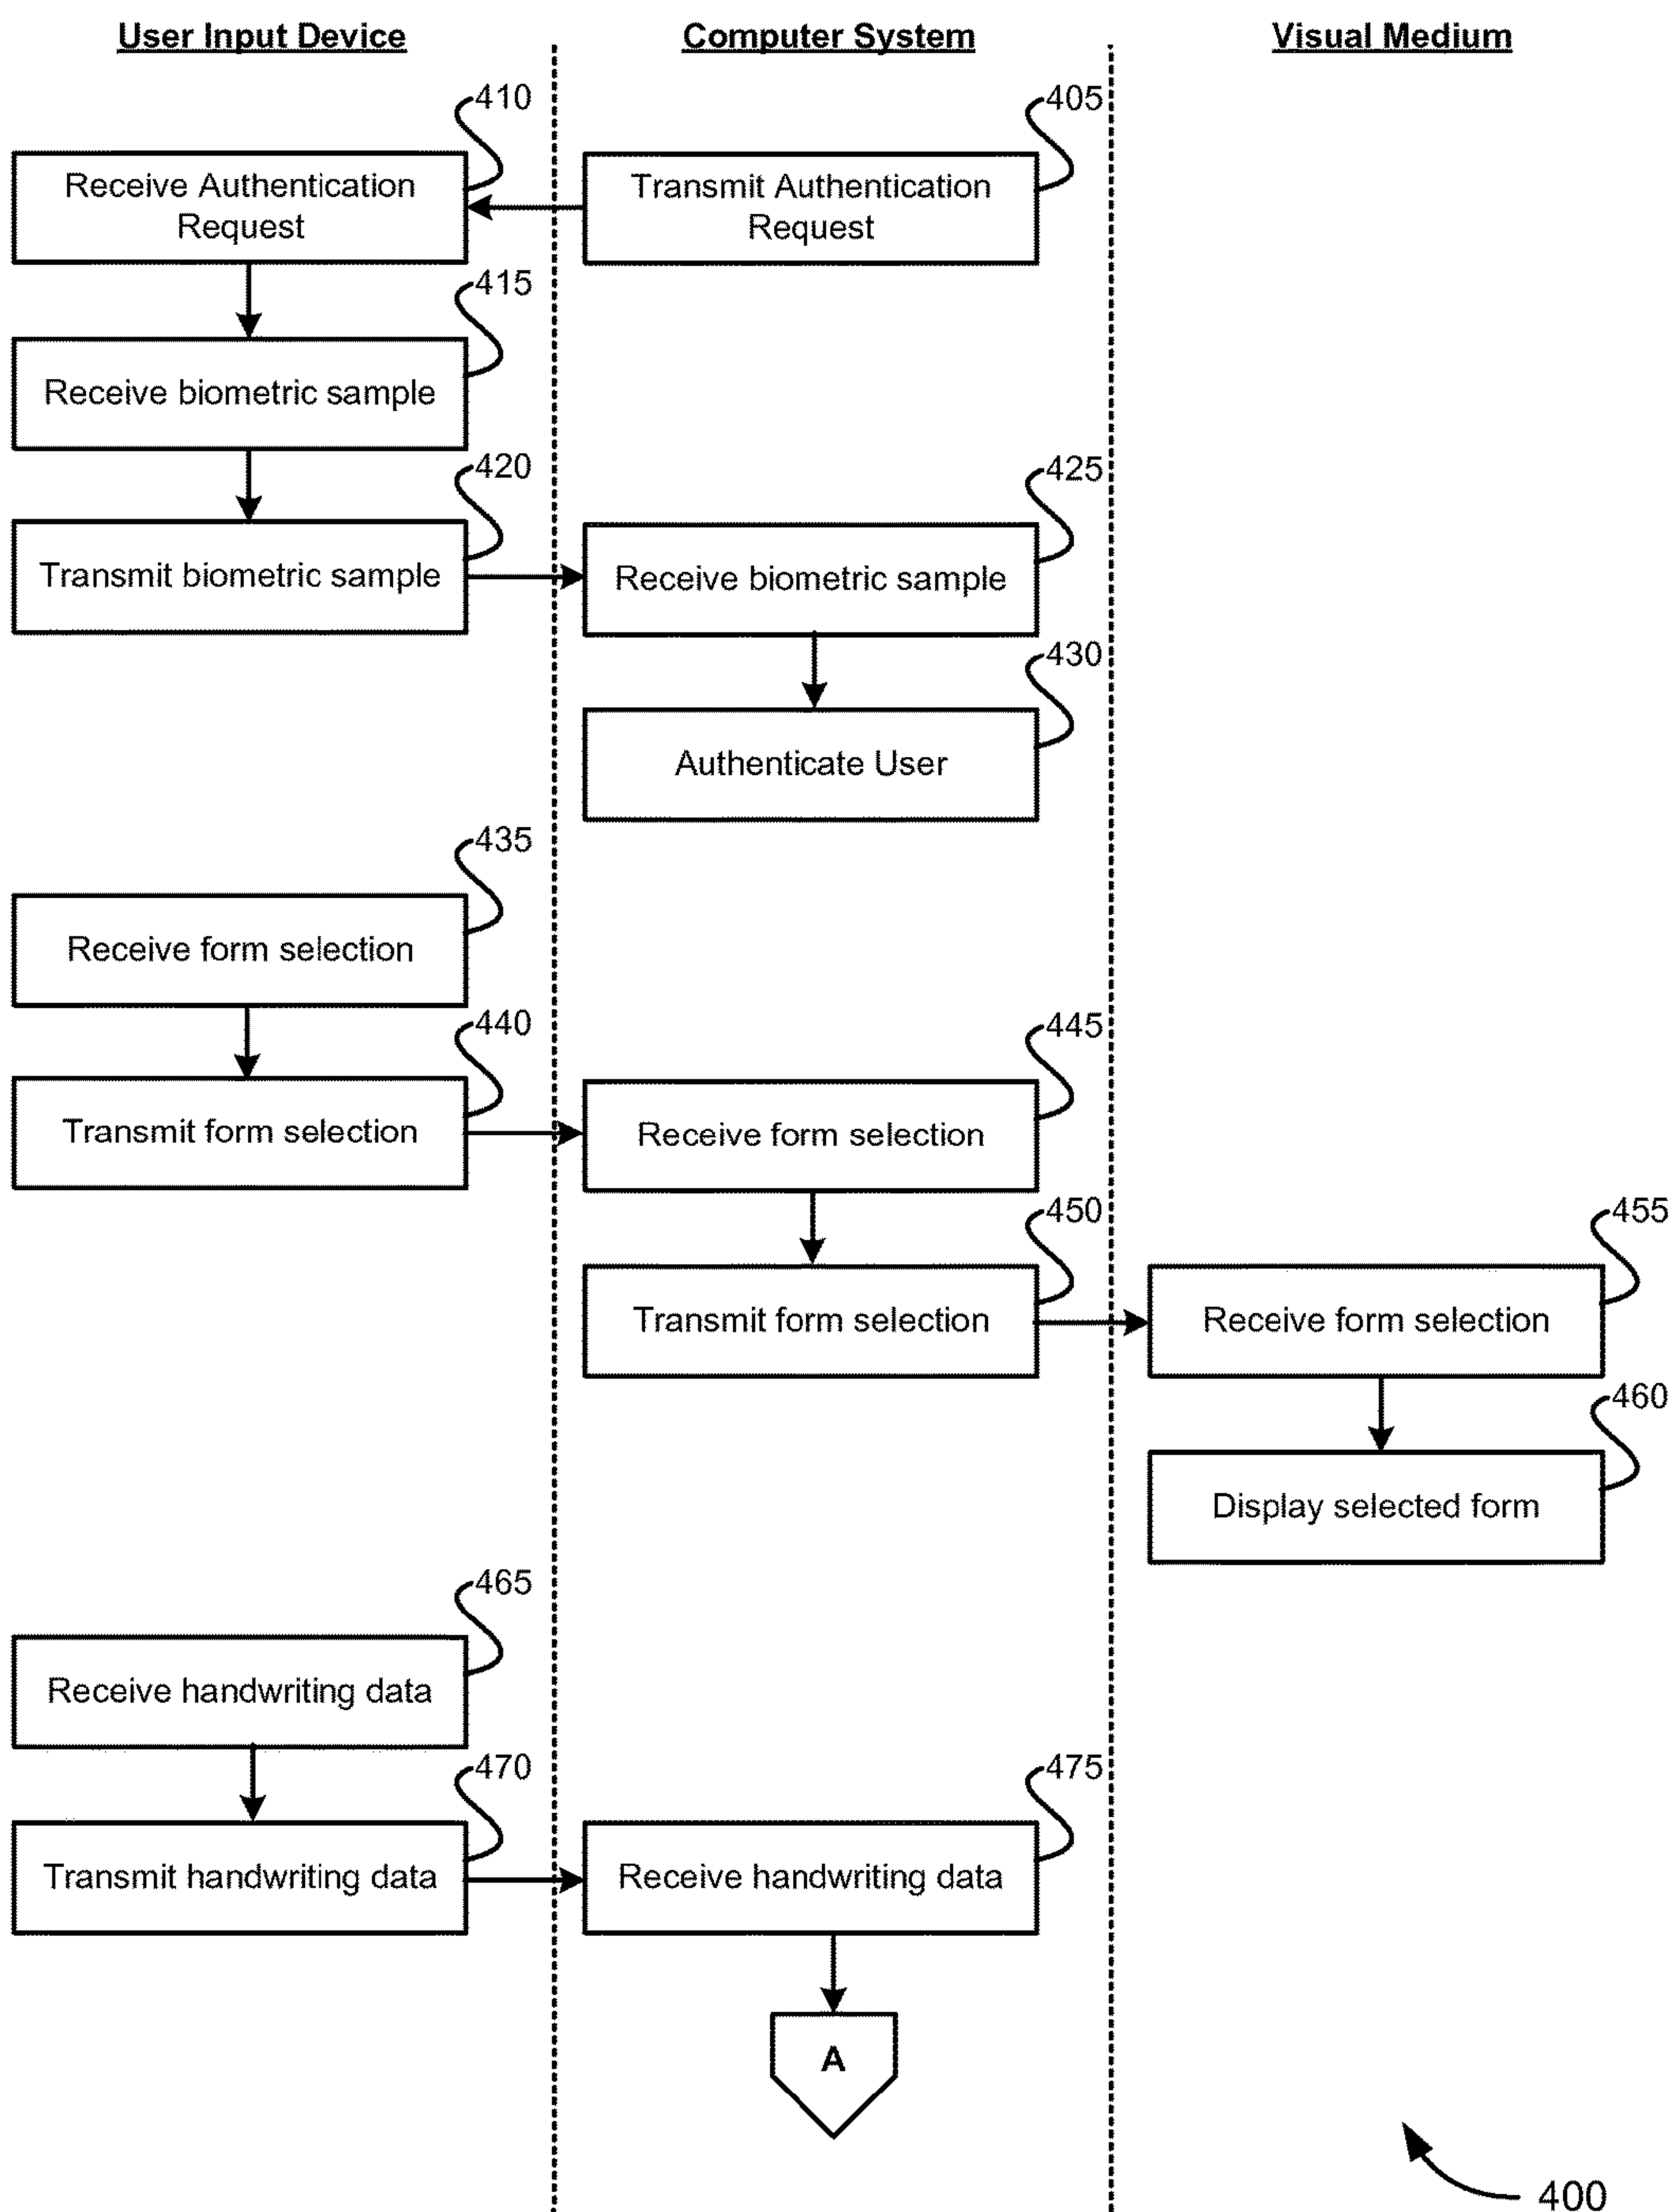 User Input Device
Computer System
Visual Medium
410
405
Receive Authentication
Request
Transmit Authentication
Request
415
Receive biometric sample
420
425
Transmit biometric sample
Receive biometric sample
430
Authenticate User
435
Receive form selection
440
445
Transmit form selection
Receive form selection
450
455
Transmit form selection
Receive form selection
460
Display selected form
465
Receive handwriting data
470
475
Transmit handwriting data
Receive handwriting data
A
400